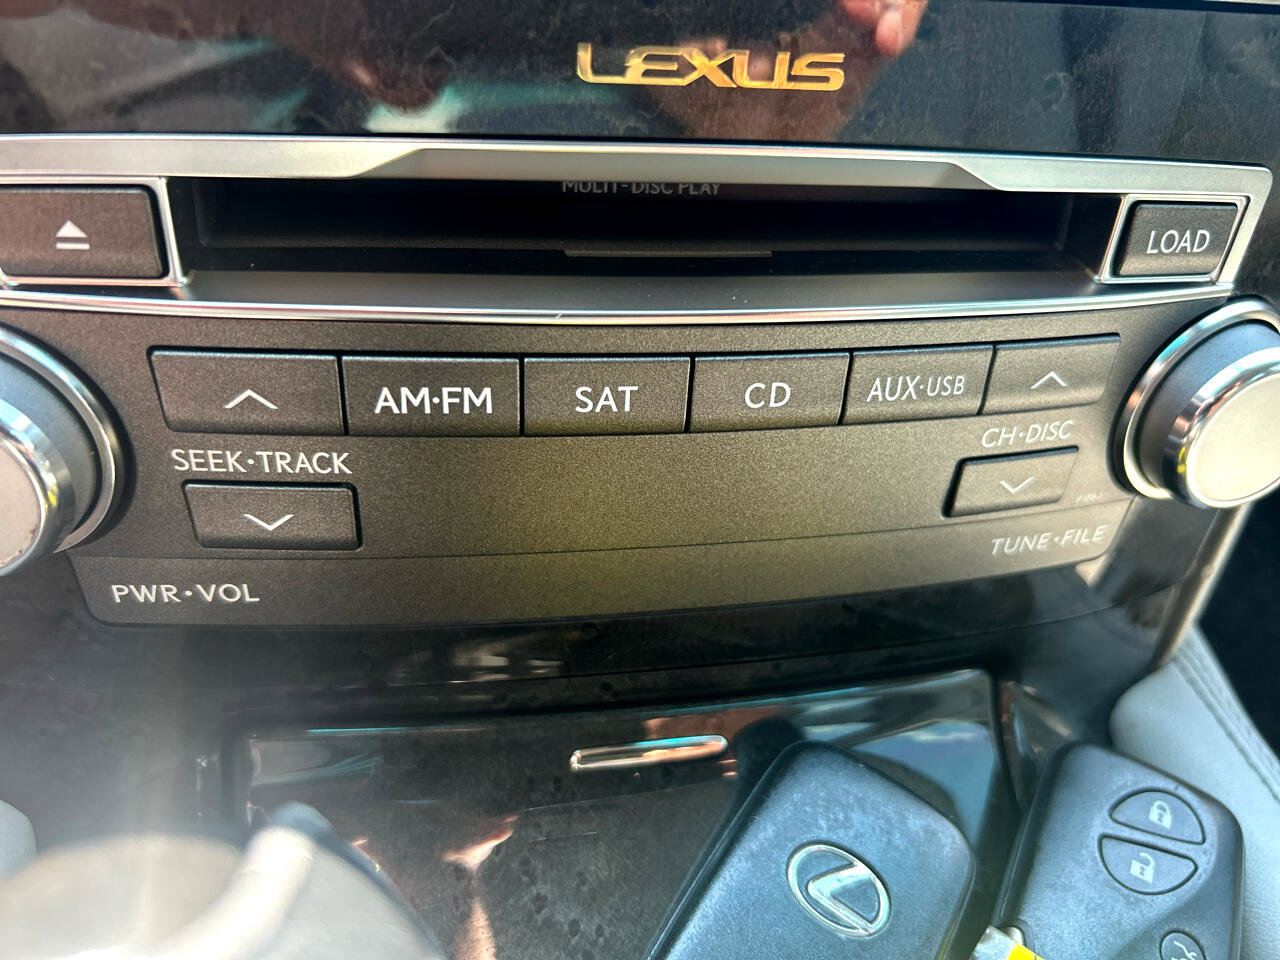 LEXUS
MULTI-DISC PLAY
LOAD
AM•FM
SAT
CD
AUX•USB
SEEK•TRACK
CH•DISC
PWR•VOL
TUNE•FILE